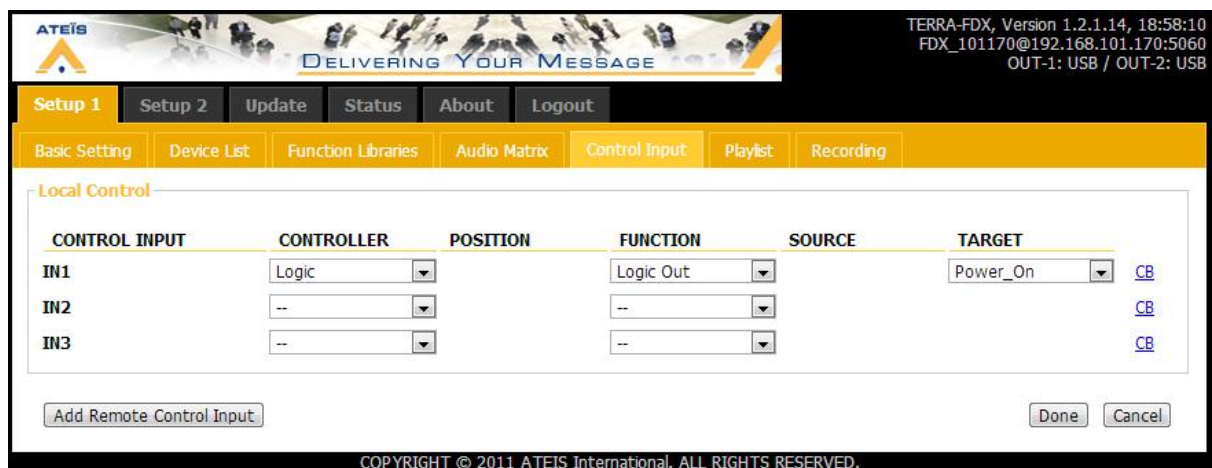 ATEÏS
DELIVERING YOUR MESSAGE
TERRA-FDX, Version 1.2.1.14, 18:58:10
FDX_101170@192.168.101.170:5060
OUT-1: USB / OUT-2: USB
Setup 1 Setup 2 Update Status About Logout
Basic Setting Device List Function Libraries Audio Matrix Control Input Playlist Recording
Local Control
CONTROL INPUT CONTROLLER POSITION FUNCTION SOURCE TARGET
IN1 Logic Logic Out Power_On CB
IN2 -- -- CB
IN3 -- -- CB
Add Remote Control Input Done Cancel
COPYRIGHT © 2011 ATEIS International. ALL RIGHTS RESERVED.